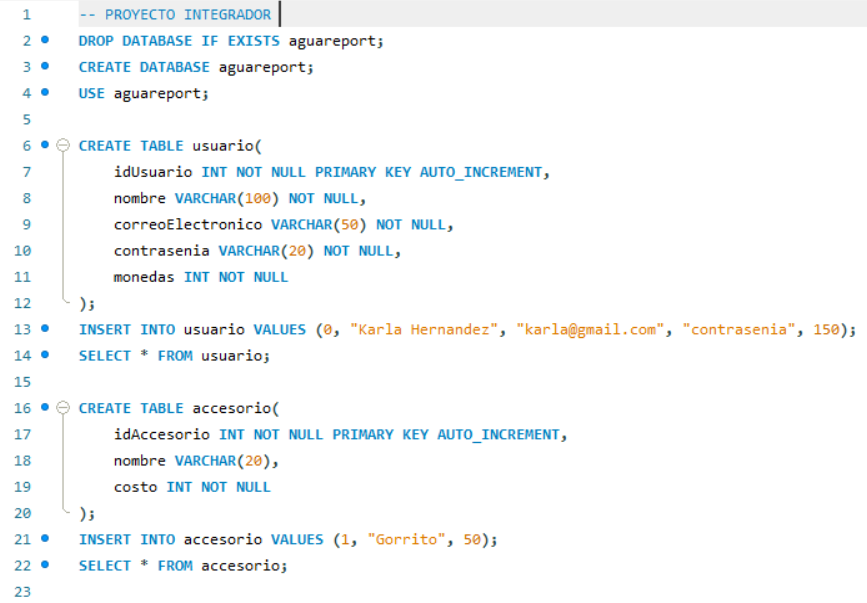 1 -- PROYECTO INTEGRADOR
2 DROP DATABASE IF EXISTS aguareport;
3 CREATE DATABASE aguareport;
4 USE aguareport;
5
6 CREATE TABLE usuario(
7 idUsuario INT NOT NULL PRIMARY KEY AUTO_INCREMENT,
8 nombre VARCHAR(100) NOT NULL,
9 correoElectronico VARCHAR(50) NOT NULL,
10 contrasenia VARCHAR(20) NOT NULL,
11 monedas INT NOT NULL
12 );
13 INSERT INTO usuario VALUES (0, "Karla Hernandez", "karla@gmail.com", "contrasenia", 150);
14 SELECT * FROM usuario;
15
16 CREATE TABLE accesorio(
17 idAccesorio INT NOT NULL PRIMARY KEY AUTO_INCREMENT,
18 nombre VARCHAR(20),
19 costo INT NOT NULL
20 );
21 INSERT INTO accesorio VALUES (1, "Gorrito", 50);
22 SELECT * FROM accesorio;
23